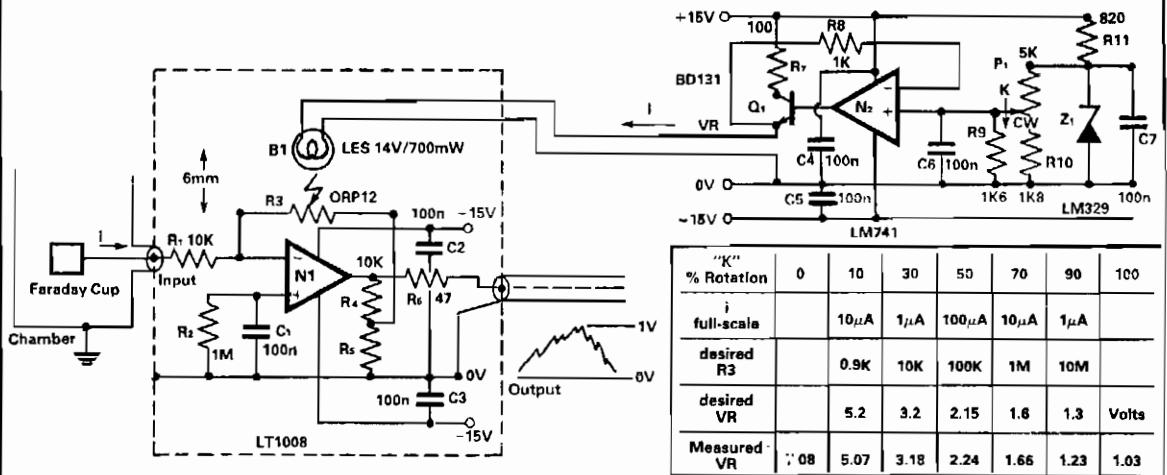 +15V
100
R8
1K
820
R11
5K
P1
K
R7
BD131
Q1
N2
−
+
i
VR
CW
R9
Z1
C7
B1
LES 14V/700mW
C4
100n
C6
100n
R10
6mm
0V
C5
100n
1K6
1K8
100n
LM329
R3
ORP12
-15V
LM741
100n
-15V
i
R1 10K
C2
N1
−
+
10K
Faraday Cup
Input
R4
R6
47
R2
C1
1M
100n
R5
1V
Chamber
0V
Output
0V
100n
C3
-15V
LT1008
"K" % Rotation 0 10 30 50 70 90 100
i full-scale 10µA 1µA 100µA 10µA 1µA
desired R3 0.9K 10K 100K 1M 10M
desired VR 5.2 3.2 2.15 1.6 1.3 Volts
Measured VR 5.07 3.18 2.24 1.66 1.23 1.03